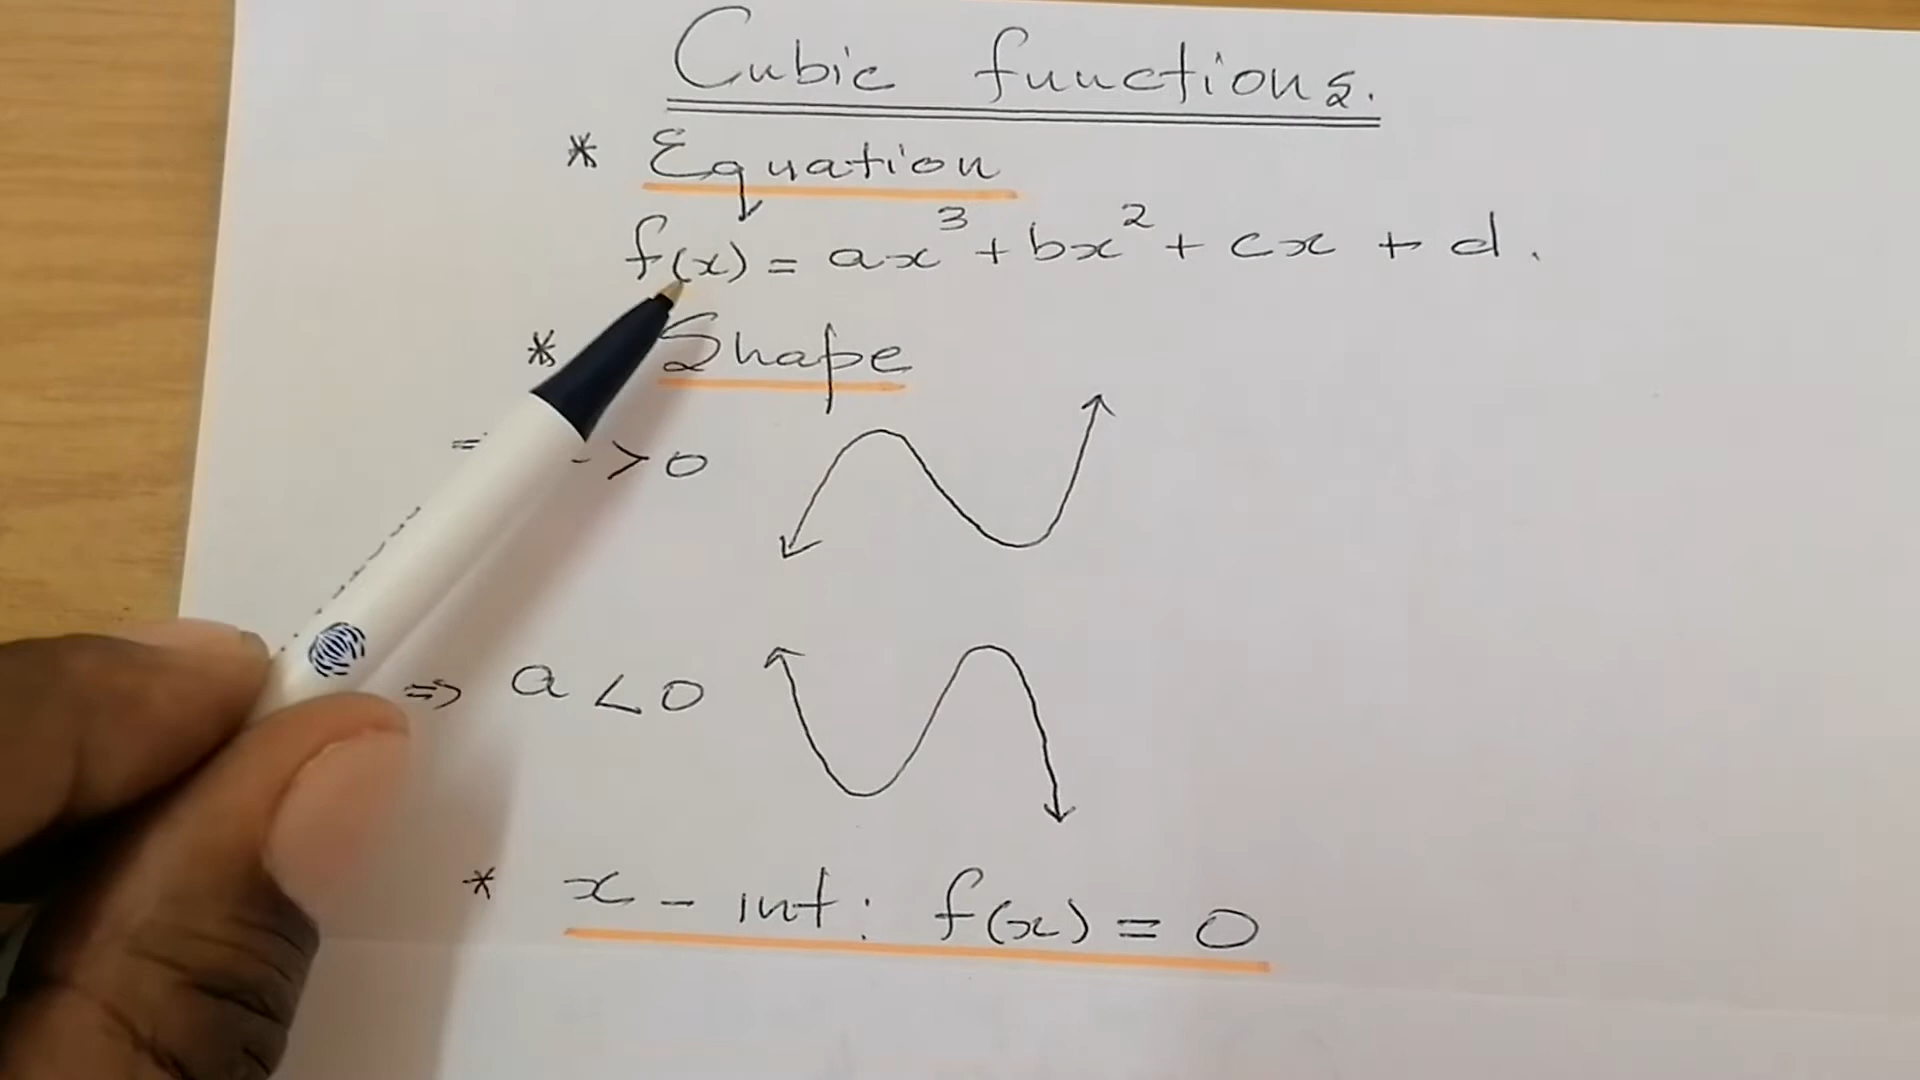 Cubic functions.
* Equation
f(x) = ax³ + bx² + cx + d.
* Shape
> 0
⇒ a < 0
* x - int: f(x) = 0